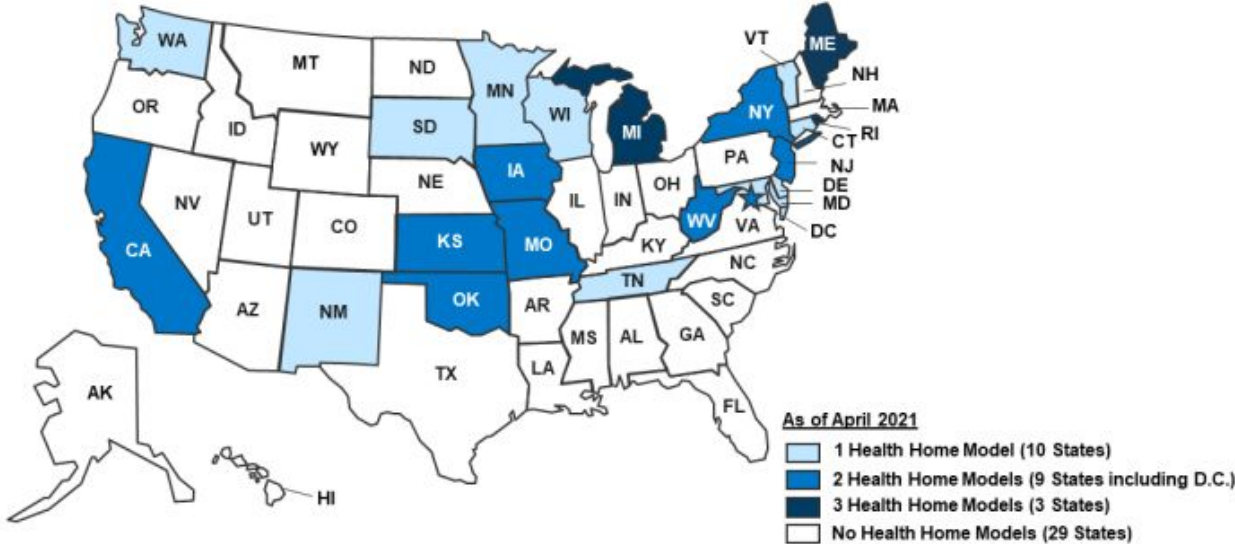 WA
MT
ND
MN
VT
ME
NH
MA
RI
CT
NJ
DE
MD
DC
OR
ID
SD
WI
MI
NY
WY
PA
IA
NE
NV
UT
CO
IL
IN
OH
WV
VA
CA
KS
MO
KY
NC
TN
SC
AZ
NM
OK
AR
MS
AL
GA
TX
LA
FL
AK
HI
As of April 2021
1 Health Home Model (10 States)
2 Health Home Models (9 States including D.C.)
3 Health Home Models (3 States)
No Health Home Models (29 States)